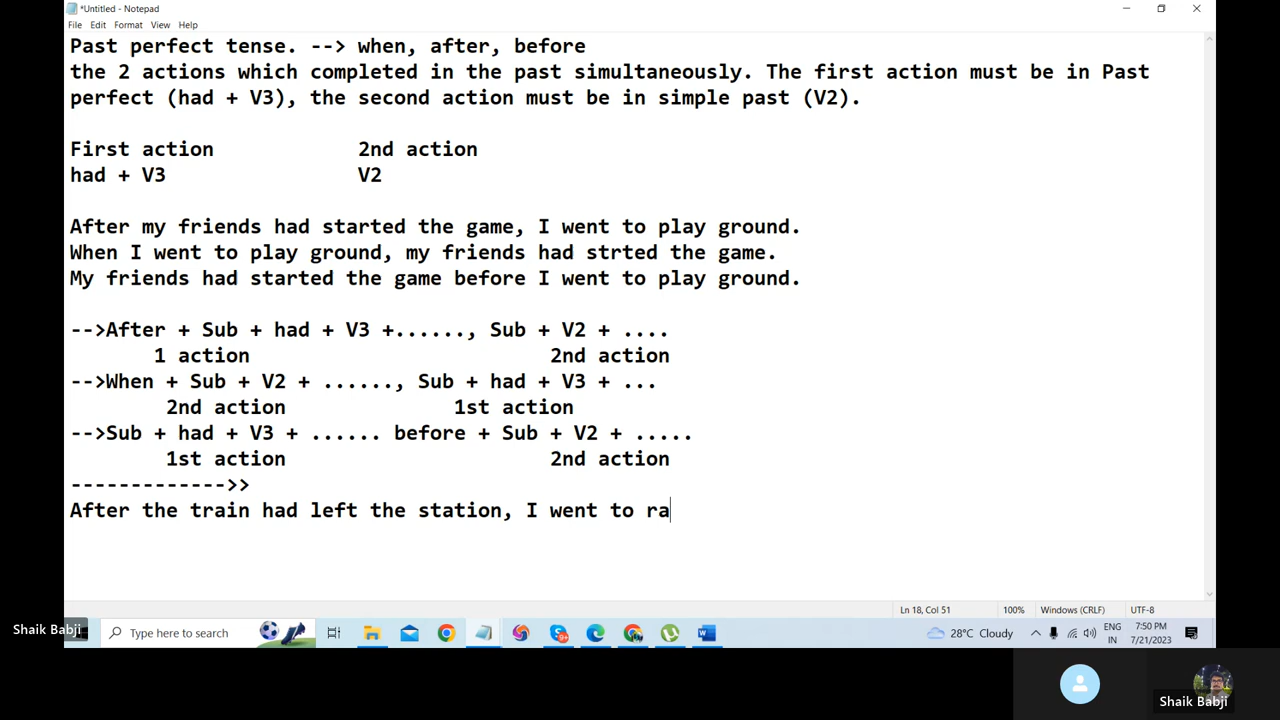 *Untitled - Notepad
File Edit Format View Help
Past perfect tense. --> when, after, before
the 2 actions which completed in the past simultaneously. The first action must be in Past
perfect (had + V3), the second action must be in simple past (V2).
First action 2nd action
had + V3 V2
After my friends had started the game, I went to play ground.
When I went to play ground, my friends had strted the game.
My friends had started the game before I went to play ground.
-->After + Sub + had + V3 +......, Sub + V2 + ....
1 action 2nd action
-->When + Sub + V2 + ......, Sub + had + V3 + ...
2nd action 1st action
-->Sub + had + V3 + ...... before + Sub + V2 + .....
1st action 2nd action
------------->>
After the train had left the station, I went to ra
Ln 18, Col 51 100% Windows (CRLF) UTF-8
Shaik Babji
Type here to search
28°C Cloudy
ENG
IN
7:50 PM
7/21/2023
Shaik Babji